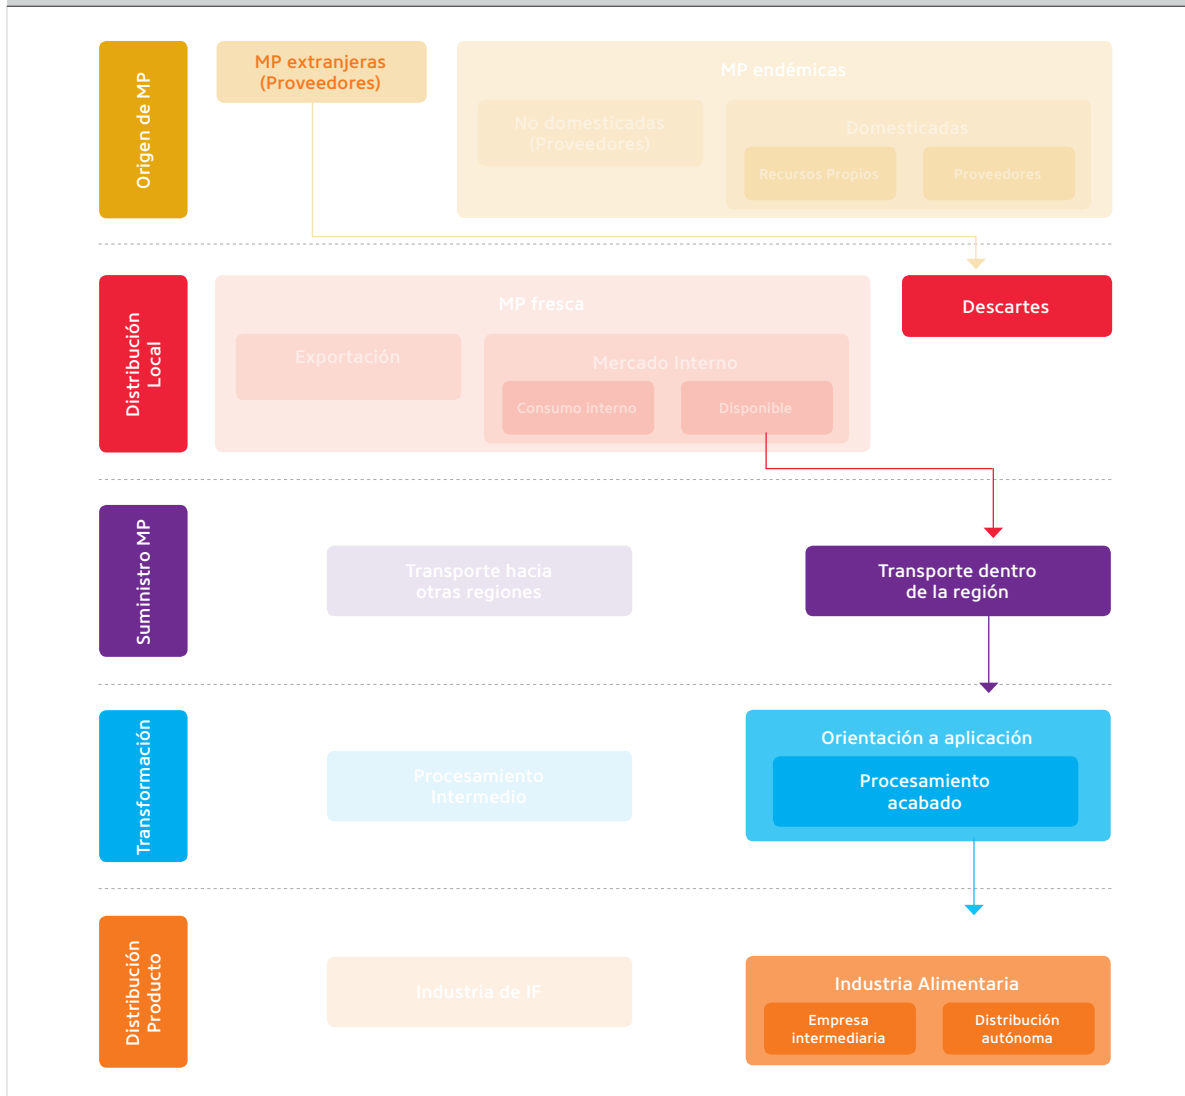 Origen de MP
MP extranjeras
(Proveedores)
MP endémicas
No domesticadas
(Proveedores)
Domesticadas
Recursos Propios
Proveedores
Distribución
Local
MP fresca
Exportación
Mercado Interno
Consumo interno
Disponible
Descartes
Suministro MP
Transporte hacia
otras regiones
Transporte dentro
de la región
Transformación
Procesamiento
Intermedio
Orientación a aplicación
Procesamiento
acabado
Distribución
Producto
Industria de IF
Industria Alimentaria
Empresa
intermediaria
Distribución
autónoma